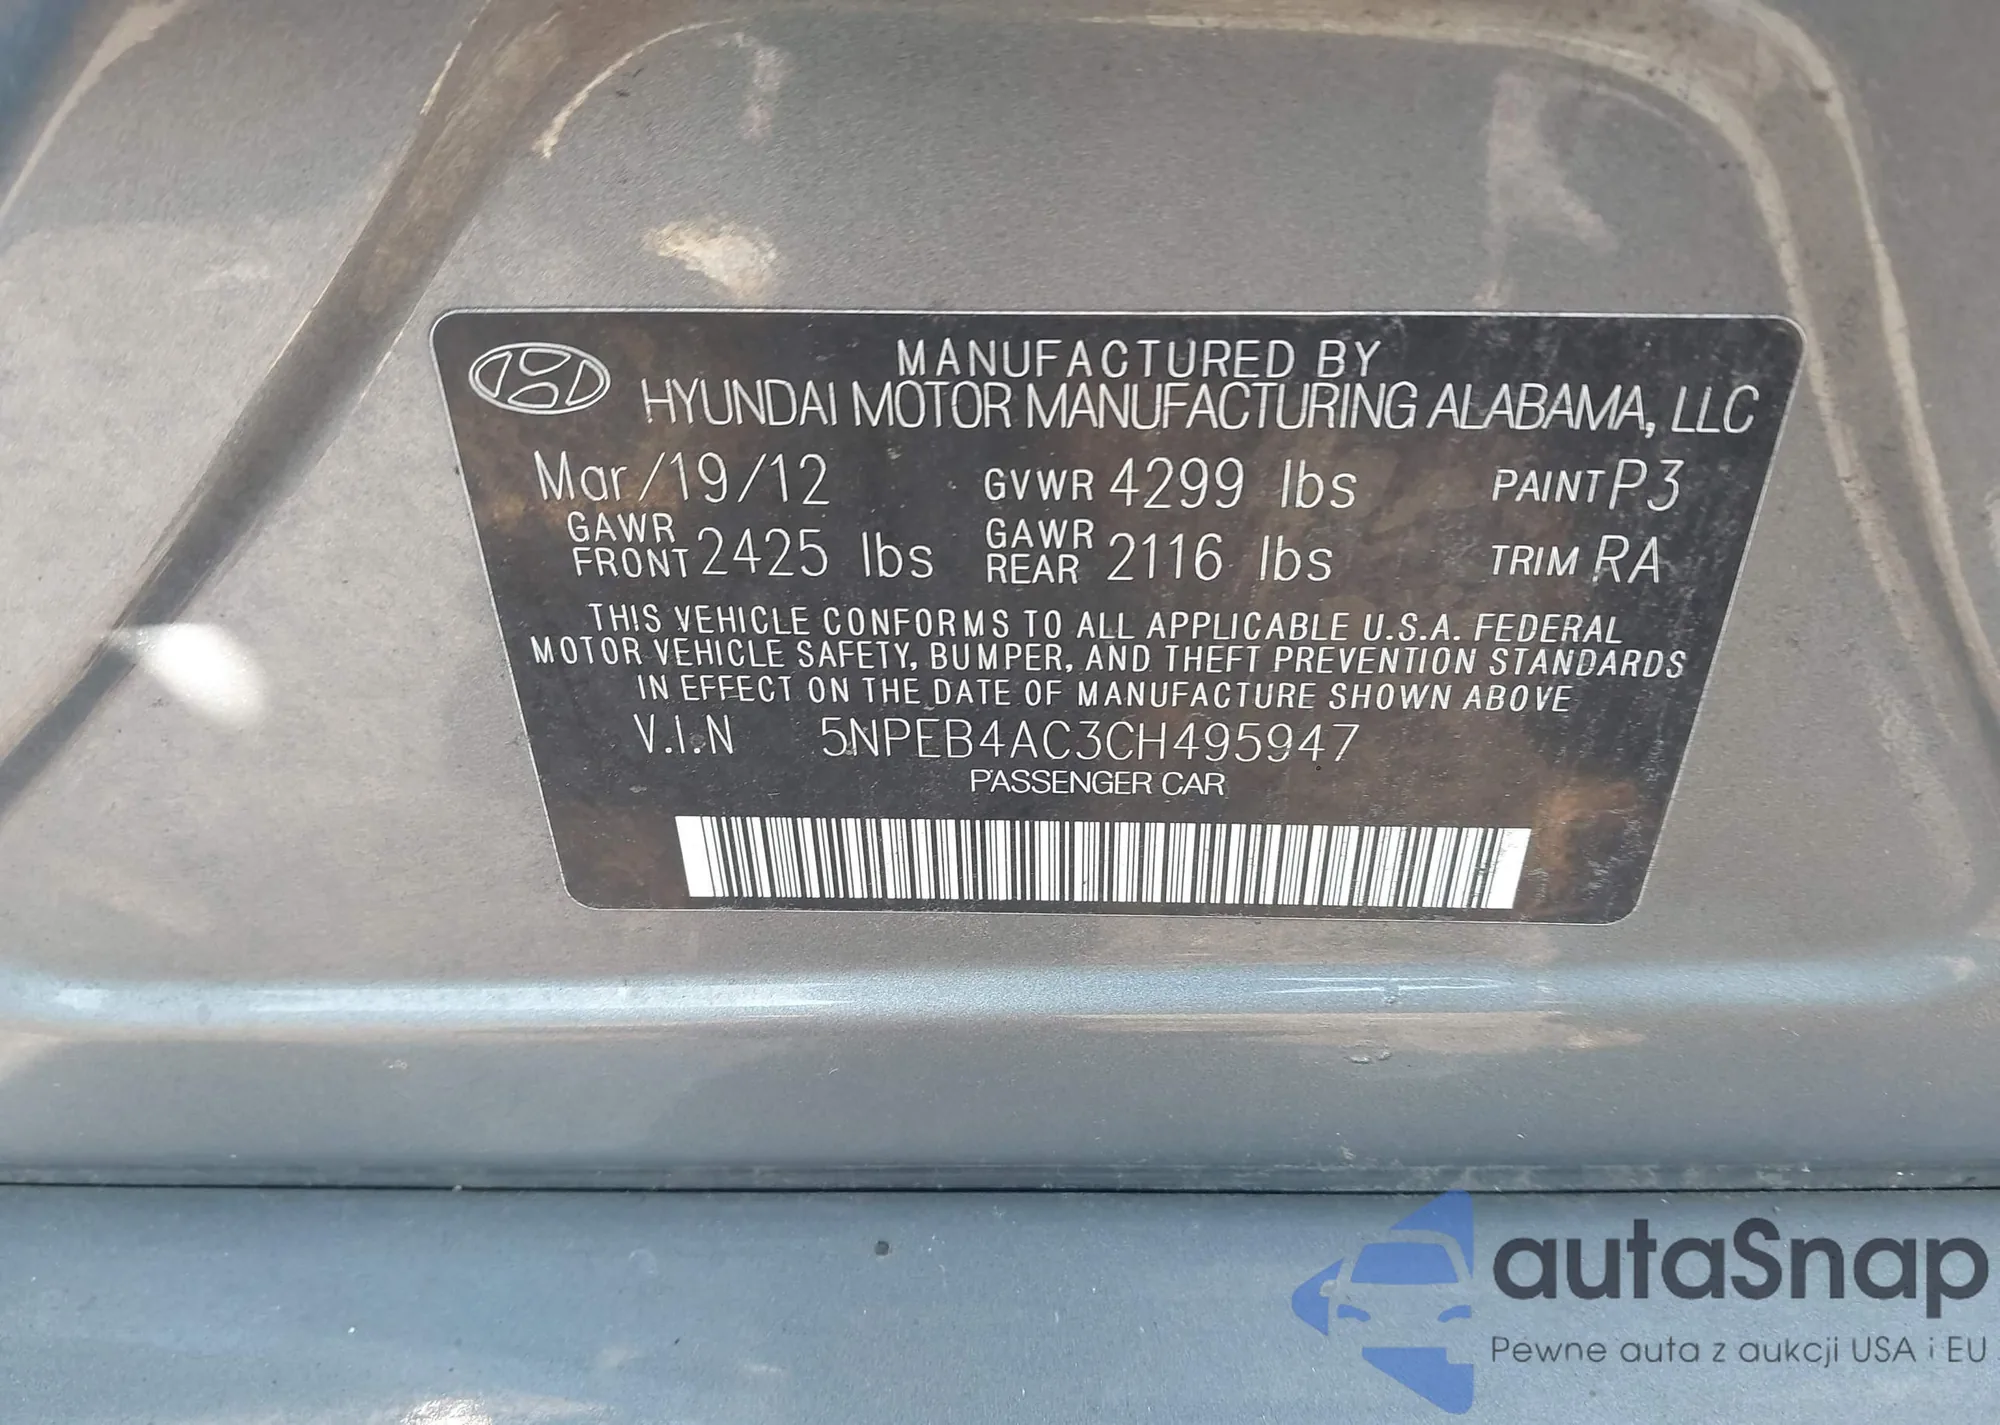 MANUFACTURED BY
HYUNDAI MOTOR MANUFACTURING ALABAMA, LLC
Mar/19/12 GVWR 4299 lbs PAINT P3
GAWR FRONT 2425 lbs GAWR REAR 2116 lbs TRIM RA
THIS VEHICLE CONFORMS TO ALL APPLICABLE U.S.A. FEDERAL
MOTOR VEHICLE SAFETY, BUMPER, AND THEFT PREVENTION STANDARDS
IN EFFECT ON THE DATE OF MANUFACTURE SHOWN ABOVE
V.I.N 5NPEB4AC3CH495947
PASSENGER CAR
autaSnap
Pewne auta z aukcji USA i EU